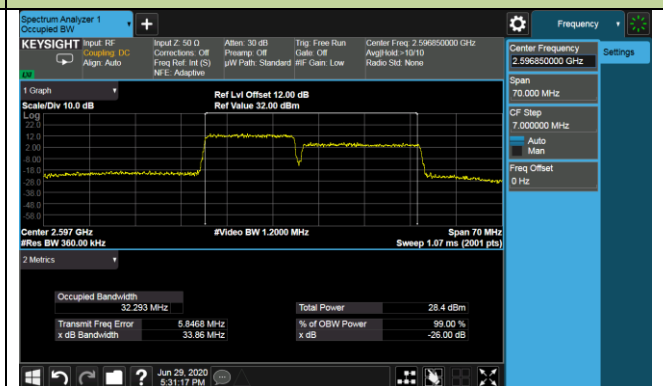 Spectrum Analyzer 1
Occupied BW
+
Frequency
KEYSIGHT
Input: RF
Coupling: DC
Align: Auto
Input Z: 50 Ω
Corrections: Off
Freq Ref: Int (S)
NFE: Adaptive
Atten: 30 dB
Preamp: Off
µW Path: Standard
Trig: Free Run
Gate: Off
#IF Gain: Low
Center Freq: 2.596850000 GHz
Avg|Hold:>10/10
Radio Std: None
Center Frequency
2.596850000 GHz
Settings
Span
70.000 MHz
CF Step
7.000000 MHz
Auto
Man
Freq Offset
0 Hz
1 Graph
Scale/Div 10.0 dB
Ref Lvl Offset 12.00 dB
Ref Value 32.00 dBm
Log
22.0
12.0
2.00
-8.00
-18.0
-28.0
-38.0
-48.0
-58.0
Center 2.597 GHz
#Res BW 360.00 kHz
#Video BW 1.2000 MHz
Span 70 MHz
Sweep 1.07 ms (2001 pts)
2 Metrics
Occupied Bandwidth
32.293 MHz
Total Power 28.4 dBm
Transmit Freq Error 5.8468 MHz
% of OBW Power 99.00 %
x dB Bandwidth 33.86 MHz
x dB -26.00 dB
?
Jun 29, 2020
5:31:17 PM